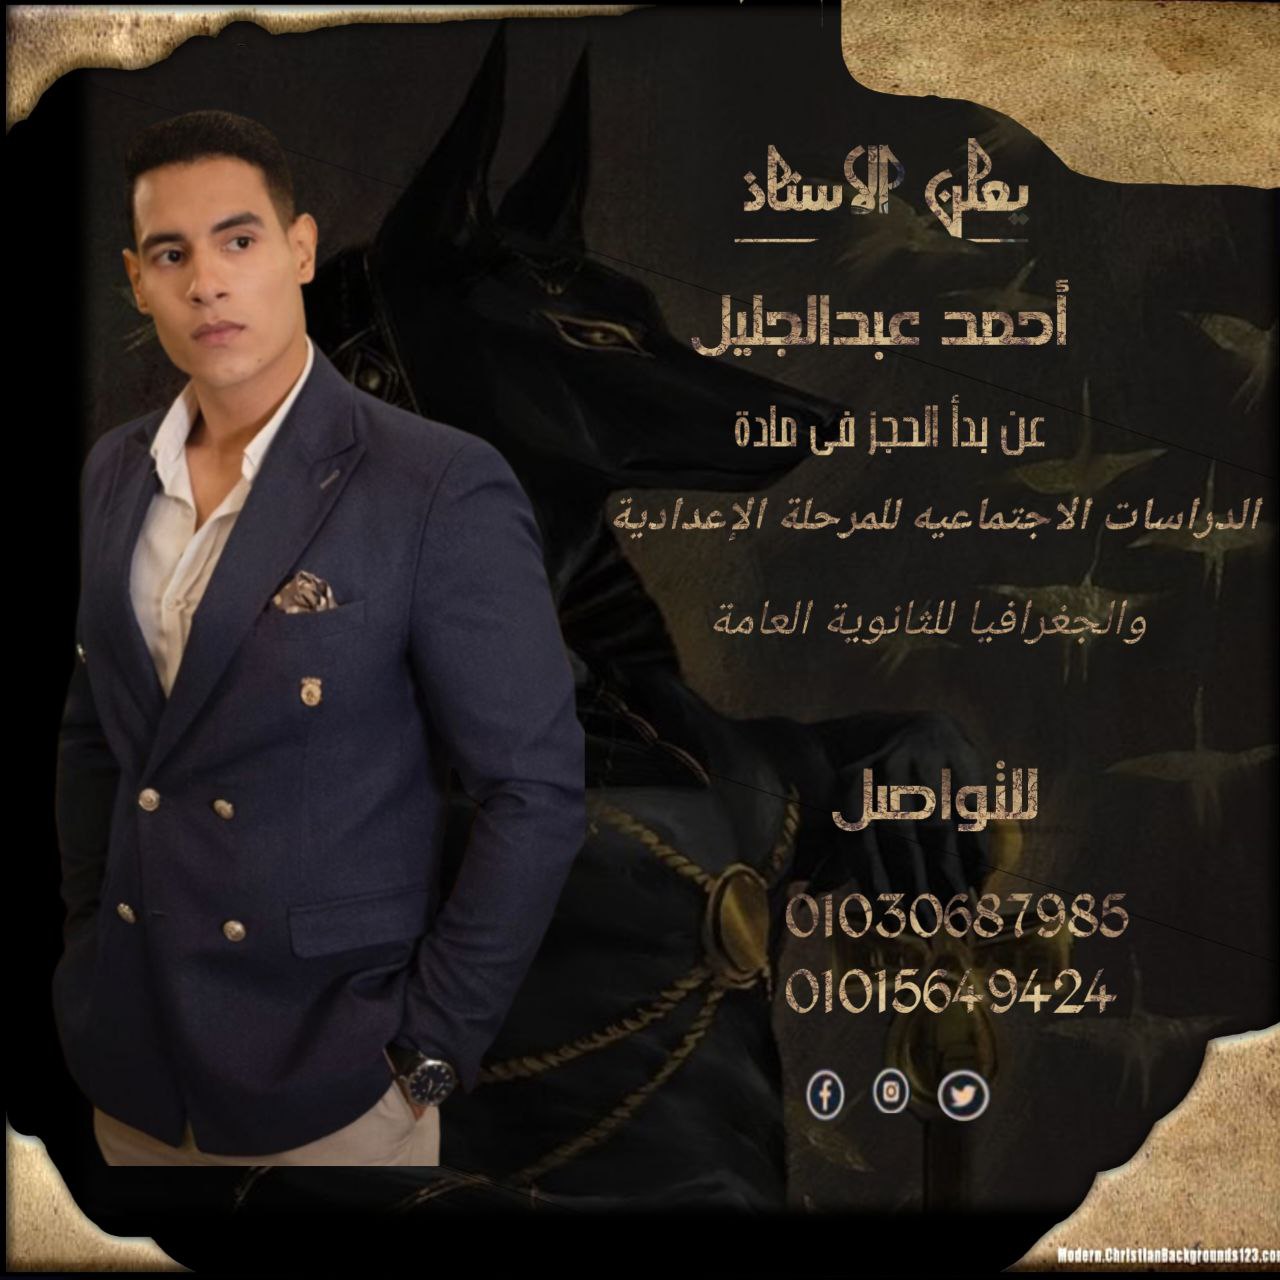 يعلن الاستاذ
أحمد عبدالجليل
عن بدأ الحجز فى مادة
الدراسات الاجتماعيه للمرحلة الإعدادية
والجغرافيا للثانوية العامة
للتواصل
01030687985
01015649424
Modern.ChristianBackgrounds123.com